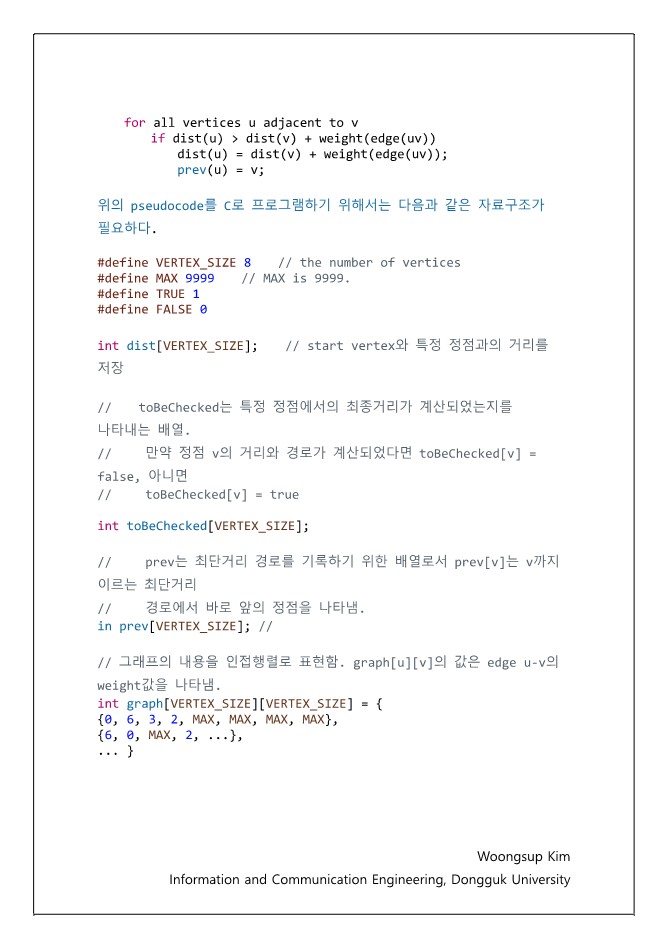 for all vertices u adjacent to v
if dist(u) > dist(v) + weight(edge(uv))
dist(u) = dist(v) + weight(edge(uv));
prev(u) = v;
위의 pseudocode를 C로 프로그램하기 위해서는 다음과 같은 자료구조가
필요하다.
#define VERTEX_SIZE 8 // the number of vertices
#define MAX 9999 // MAX is 9999.
#define TRUE 1
#define FALSE 0
int dist[VERTEX_SIZE]; // start vertex와 특정 정점과의 거리를
저장
// toBeChecked는 특정 정점에서의 최종거리가 계산되었는지를
나타내는 배열.
// 만약 정점 v의 거리와 경로가 계산되었다면 toBeChecked[v] =
false, 아니면
// toBeChecked[v] = true
int toBeChecked[VERTEX_SIZE];
// prev는 최단거리 경로를 기록하기 위한 배열로서 prev[v]는 v까지
이르는 최단거리
// 경로에서 바로 앞의 정점을 나타냄.
in prev[VERTEX_SIZE]; //
// 그래프의 내용을 인접행렬로 표현함. graph[u][v]의 값은 edge u-v의
weight값을 나타냄.
int graph[VERTEX_SIZE][VERTEX_SIZE] = {
{0, 6, 3, 2, MAX, MAX, MAX, MAX},
{6, 0, MAX, 2, ...},
... }
Woongsup Kim
Information and Communication Engineering, Dongguk University